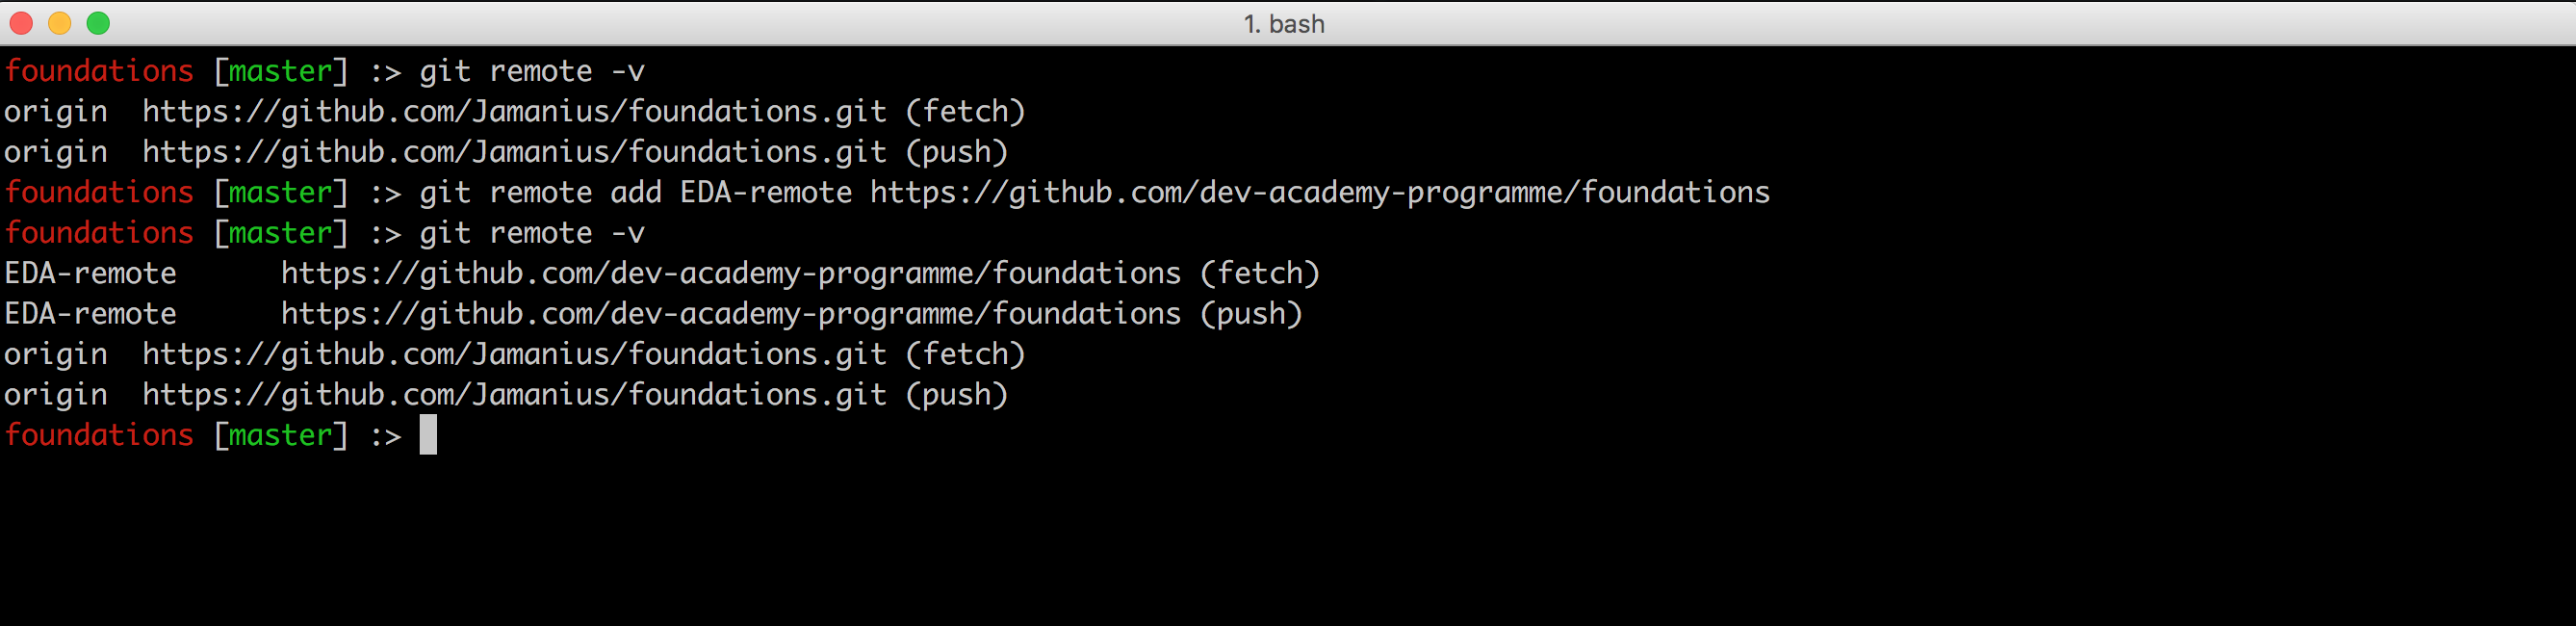 1. bash
foundations [master] :> git remote -v
origin  https://github.com/Jamanius/foundations.git (fetch)
origin  https://github.com/Jamanius/foundations.git (push)
foundations [master] :> git remote add EDA-remote https://github.com/dev-academy-programme/foundations
foundations [master] :> git remote -v
EDA-remote      https://github.com/dev-academy-programme/foundations (fetch)
EDA-remote      https://github.com/dev-academy-programme/foundations (push)
origin  https://github.com/Jamanius/foundations.git (fetch)
origin  https://github.com/Jamanius/foundations.git (push)
foundations [master] :>